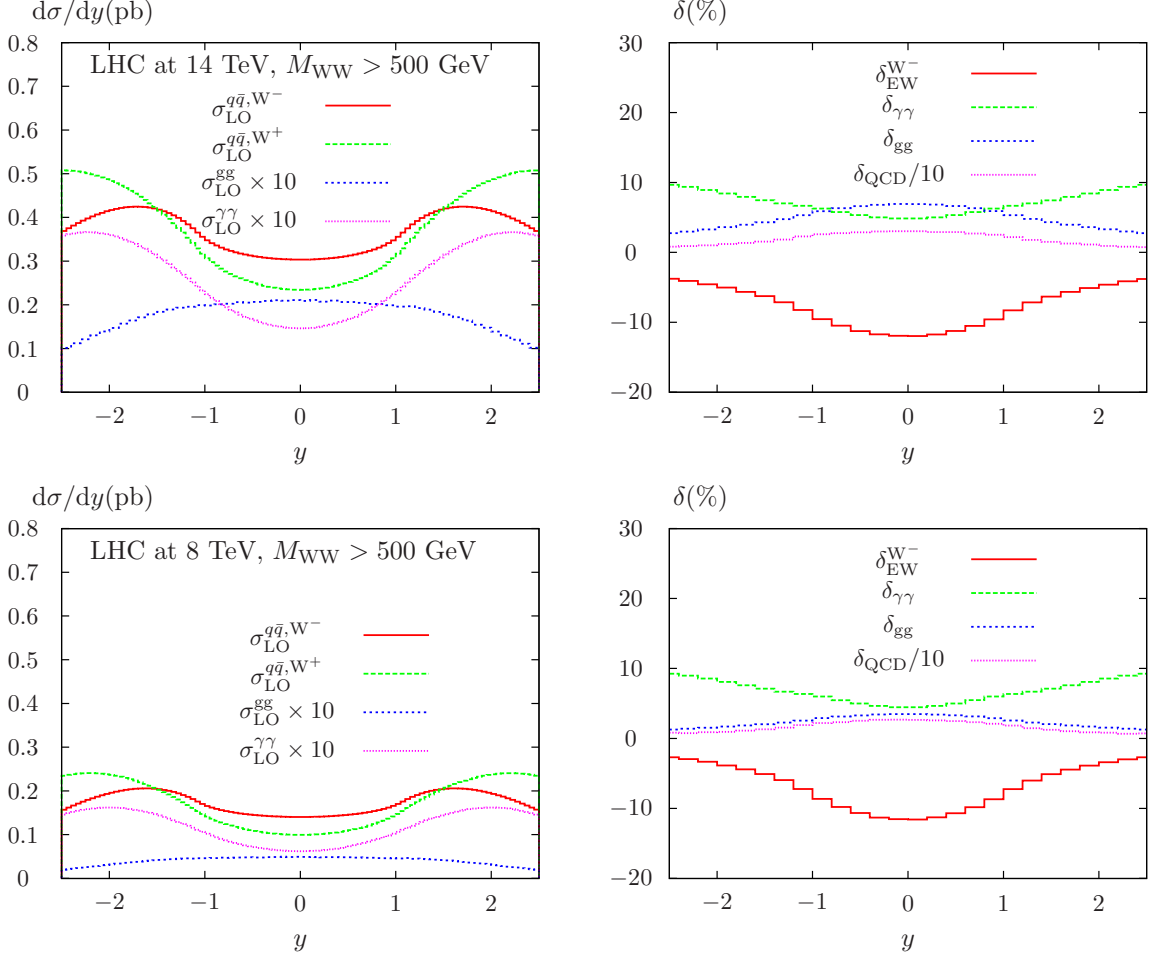 dσ/dy(pb)
LHC at 14 TeV, M_WW > 500 GeV
σ_LO^{qq̄,W−}
σ_LO^{qq̄,W+}
σ_LO^{gg} × 10
σ_LO^{γγ} × 10
0.8
0.7
0.6
0.5
0.4
0.3
0.2
0.1
0
−2 −1 0 1 2
y
δ(%)
δ_EW^{W−}
δ_γγ
δ_gg
δ_QCD/10
30
20
10
0
−10
−20
−2 −1 0 1 2
y
dσ/dy(pb)
LHC at 8 TeV, M_WW > 500 GeV
σ_LO^{qq̄,W−}
σ_LO^{qq̄,W+}
σ_LO^{gg} × 10
σ_LO^{γγ} × 10
0.8
0.7
0.6
0.5
0.4
0.3
0.2
0.1
0
−2 −1 0 1 2
y
δ(%)
δ_EW^{W−}
δ_γγ
δ_gg
δ_QCD/10
30
20
10
0
−10
−20
−2 −1 0 1 2
y